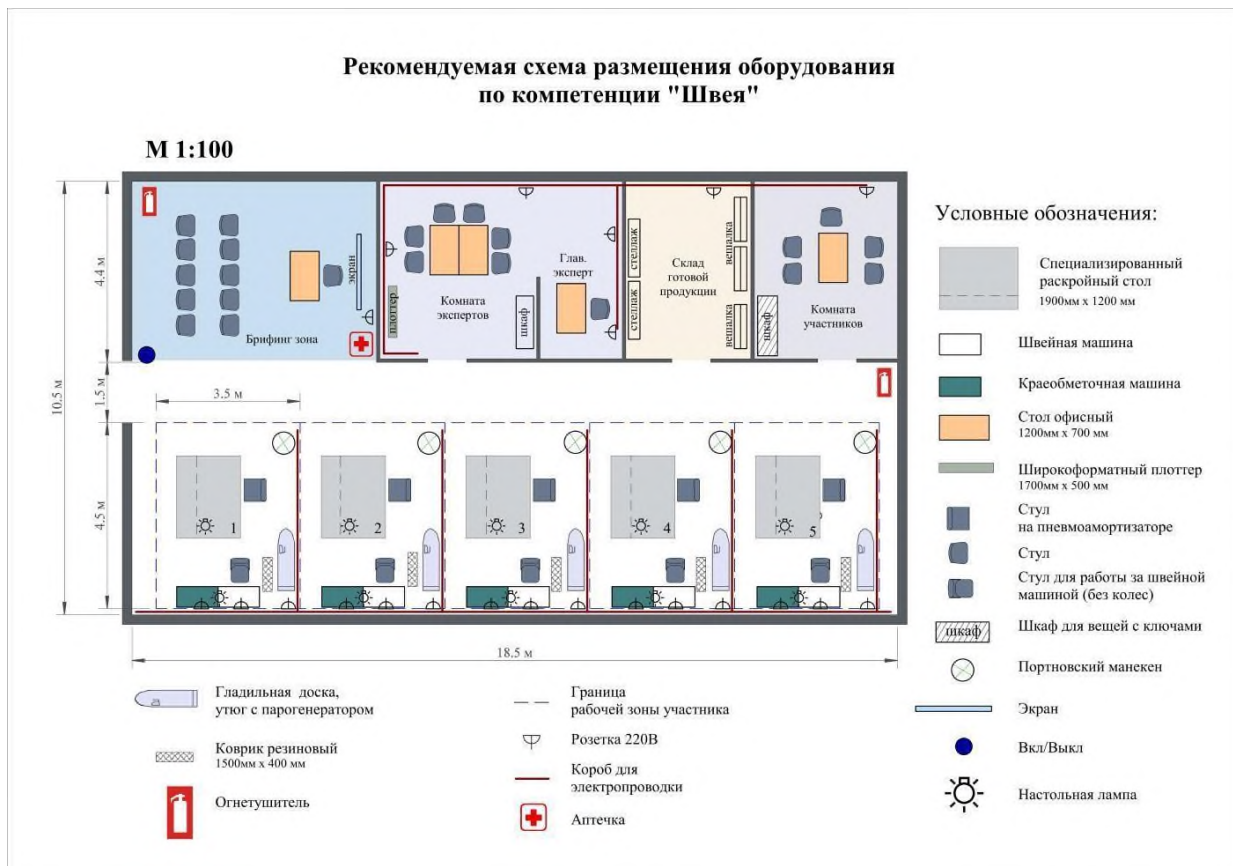 Рекомендуемая схема размещения оборудования
по компетенции "Швея"
М 1:100
10.5 м
4.4 м
1.5 м
4.5 м
3.5 м
18.5 м
Брифинг зона
экран
плоттер
Комната
экспертов
шкаф
Глав.
эксперт
стеллаж
стеллаж
Склад
готовой
продукции
вешалка
вешалка
шкаф
Комната
участников
1
2
3
4
5
Условные обозначения:
Специализированный
раскройный стол
1900мм х 1200 мм
Швейная машина
Краеобметочная машина
Стол офисный
1200мм х 700 мм
Широкоформатный плоттер
1700мм х 500 мм
Стул
на пневмоамортизаторе
Стул
Стул для работы за швейной
машиной (без колес)
шкаф
Шкаф для вещей с ключами
Портновский манекен
Экран
Вкл/Выкл
Настольная лампа
Гладильная доска,
утюг с парогенератором
Коврик резиновый
1500мм х 400 мм
Огнетушитель
Граница
рабочей зоны участника
Розетка 220В
Короб для
электропроводки
Аптечка